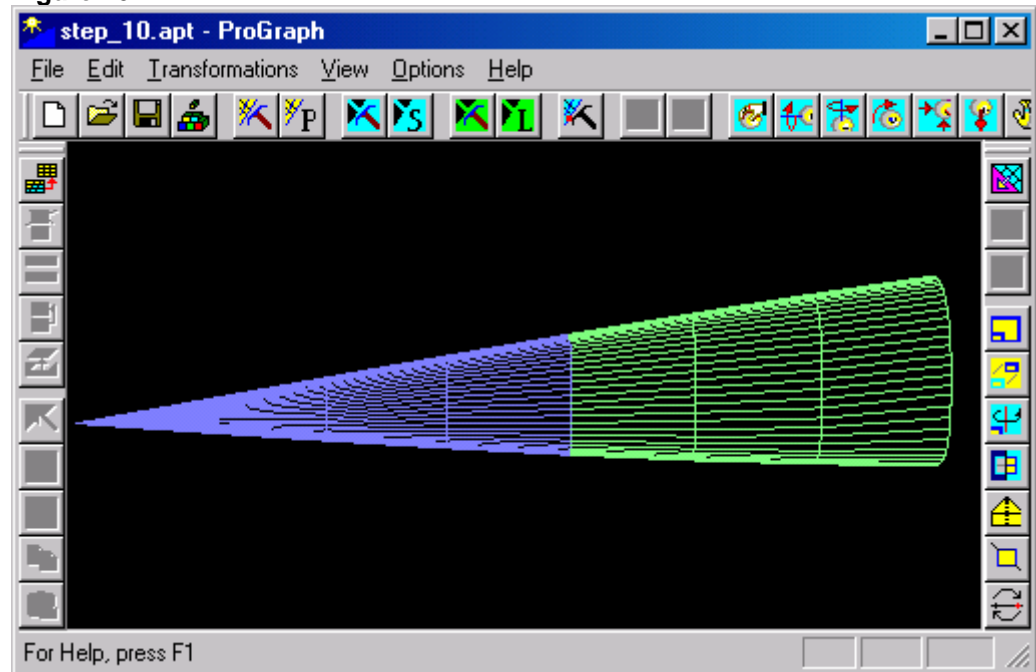 step_10.apt - ProGraph
File Edit Transformations View Options Help
P S L
For Help, press F1